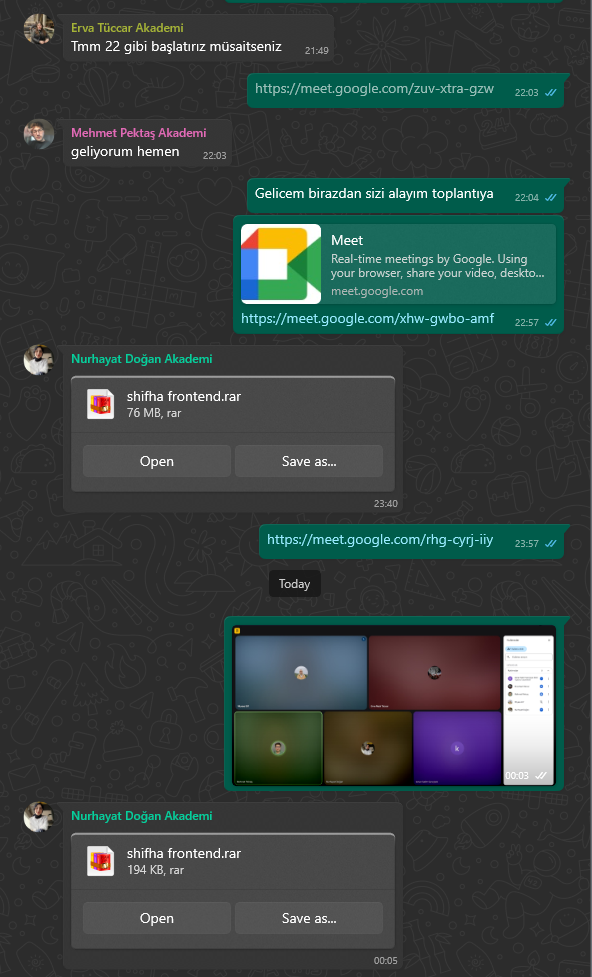 Erva Tüccar Akademi
Tmm 22 gibi başlatırız müsaitseniz
21:49
https://meet.google.com/zuv-xtra-gzw
22:03
Mehmet Pektaş Akademi
geliyorum hemen
22:03
Gelicem birazdan sizi alayım toplantıya
22:04
Meet
Real-time meetings by Google. Using
your browser, share your video, deskto...
meet.google.com
https://meet.google.com/xhw-gwbo-amf
22:57
Nurhayat Doğan Akademi
shifha frontend.rar
76 MB, rar
Open
Save as...
23:40
https://meet.google.com/rhg-cyrj-iiy
23:57
Today
k
00:03
Nurhayat Doğan Akademi
shifha frontend.rar
194 KB, rar
Open
Save as...
00:05